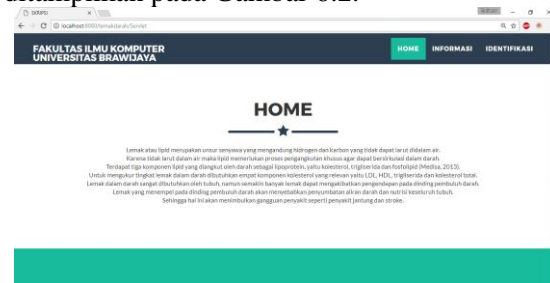 ditampilkan pada Gambar 6.2.
SKRIPSI
localhost:8080/lemakdarah/Servlet
FAKULTAS ILMU KOMPUTER
UNIVERSITAS BRAWIJAYA
HOME INFORMASI IDENTIFIKASI
HOME
Lemak atau lipid merupakan unsur senyawa yang mengandung hidrogen dan karbon yang tidak dapat larut didalam air.
Karena tidak larut dalam air maka lipid memerlukan proses pengangkutan khusus agar dapat bersirkulasi dalam darah.
Terdapat tiga komponen lipid yang diangkut oleh darah sebagai lipoprotein, yaitu kolesterol, trigliserida dan fosfolipid (Medisa, 2013).
Untuk mengukur tingkat lemak dalam darah dibutuhkan empat komponen kolesterol yang relevan yaitu LDL, HDL, trigliserida dan kolesterol total.
Lemak dalam darah sangat dibutuhkan oleh tubuh, namun semakin banyak lemak dapat mengakibatkan pengendapan pada dinding pembuluh darah.
Lemak yang menempel pada dinding pembuluh darah akan menyebabkan penyumbatan aliran darah dan nutrisi keseluruh tubuh.
Sehingga hal ini akan menimbulkan gangguan penyakit seperti penyakit jantung dan stroke.